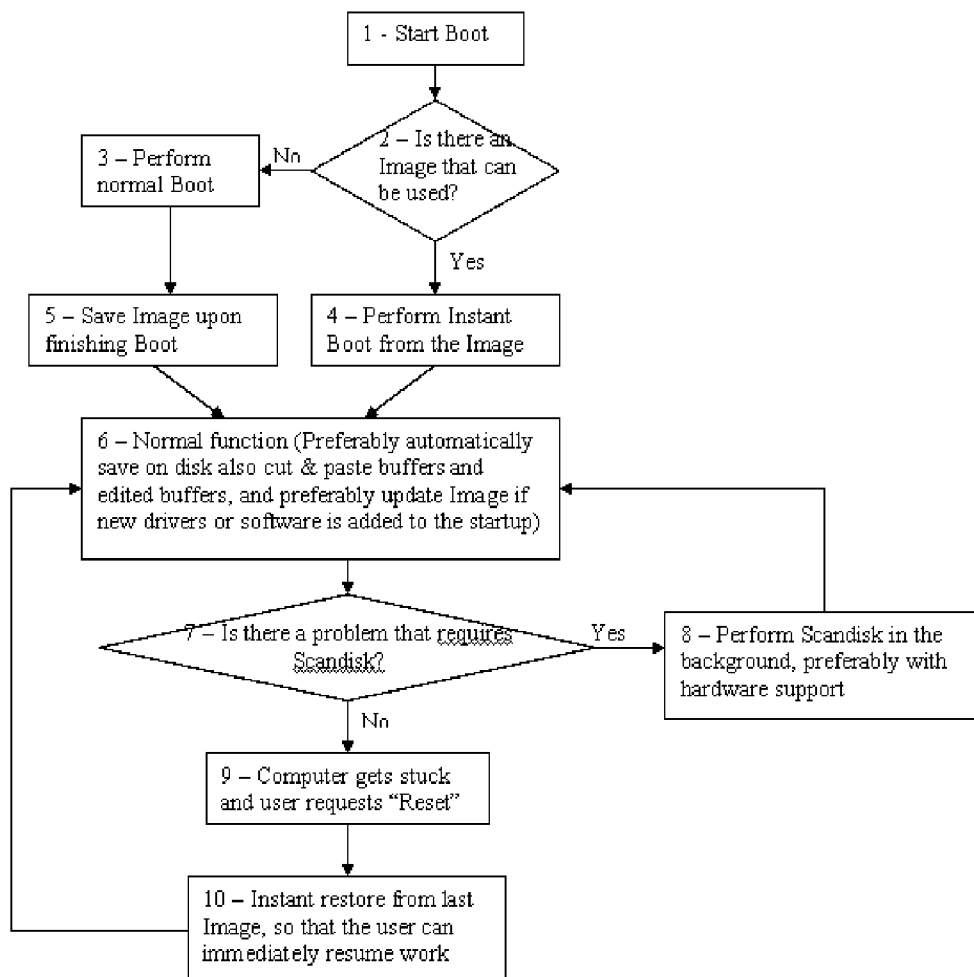 1 - Start Boot
2 – Is there an
Image that can
be used?
No
3 – Perform
normal Boot
Yes
5 – Save Image upon
finishing Boot
4 – Perform Instant
Boot from the Image
6 – Normal function (Preferably automatically
save on disk also cut & paste buffers and
edited buffers, and preferably update Image if
new drivers or software is added to the startup)
7 – Is there a problem that requires
Scandisk?
Yes
8 – Perform Scandisk in the
background, preferably with
hardware support
No
9 – Computer gets stuck
and user requests “Reset”
10 – Instant restore from last
Image, so that the user can
immediately resume work